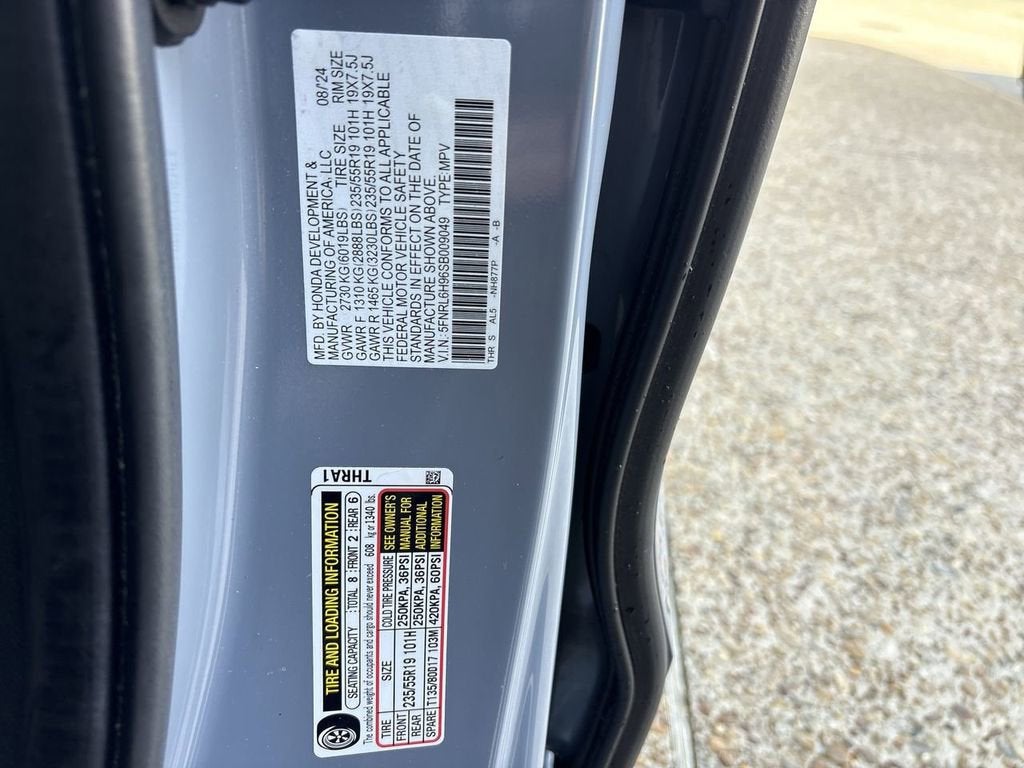 MFD. BY HONDA DEVELOPMENT &
MANUFACTURING OF AMERICA, LLC 08/'24
GVWR 2730 KG(6019LBS) TIRE SIZE RIM SIZE
GAWR F 1310 KG(2888LBS) 235/55R19 101H 19X7.5J
GAWR R 1465 KG(3230LBS) 235/55R19 101H 19X7.5J
THIS VEHICLE CONFORMS TO ALL APPLICABLE
FEDERAL MOTOR VEHICLE SAFETY
STANDARDS IN EFFECT ON THE DATE OF
MANUFACTURE SHOWN ABOVE.
V.I.N.: 5FNRL6H96SB009049 TYPE:MPV
THR S AL5 -NH877P -A -B
THRA1
TIRE AND LOADING INFORMATION
SEATING CAPACITY :TOTAL 8 :FRONT 2 :REAR 6
The combined weight of occupants and cargo should never exceed 608 kg or 1340 lbs.
TIRE SIZE COLD TIRE PRESSURE
FRONT 235/55R19 101H 250KPA, 36PSI
REAR 250KPA, 36PSI
SPARE T135/80D17 103M 420KPA, 60PSI
SEE OWNER'S
MANUAL FOR
ADDITIONAL
INFORMATION